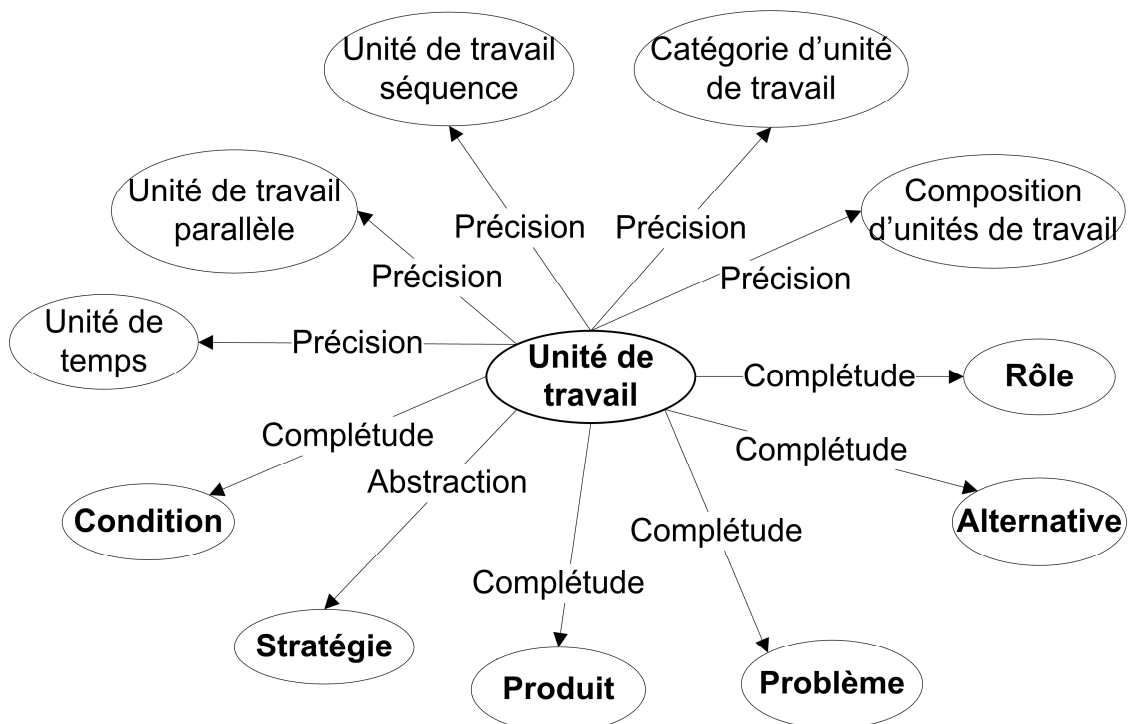 Unité de travail
séquence
Catégorie d'unité
de travail
Unité de travail
parallèle
Composition
d'unités de travail
Précision
Précision
Précision
Précision
Unité de
temps
Précision
Unité de
travail
Complétude
Rôle
Complétude
Complétude
Abstraction
Condition
Alternative
Complétude
Complétude
Stratégie
Produit
Problème